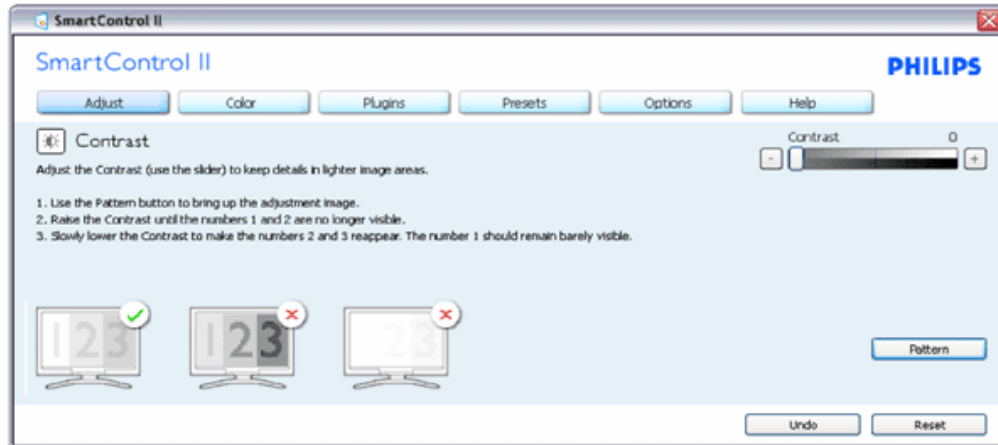 SmartControl II
SmartControl II
PHILIPS
Adjust Color Plugins Presets Options Help
Contrast
Contrast 0
- +
Adjust the Contrast (use the slider) to keep details in lighter image areas.
1. Use the Pattern button to bring up the adjustment image.
2. Raise the Contrast until the numbers 1 and 2 are no longer visible.
3. Slowly lower the Contrast to make the numbers 2 and 3 reappear. The number 1 should remain barely visible.
123 123 23
Pattern
Undo Reset